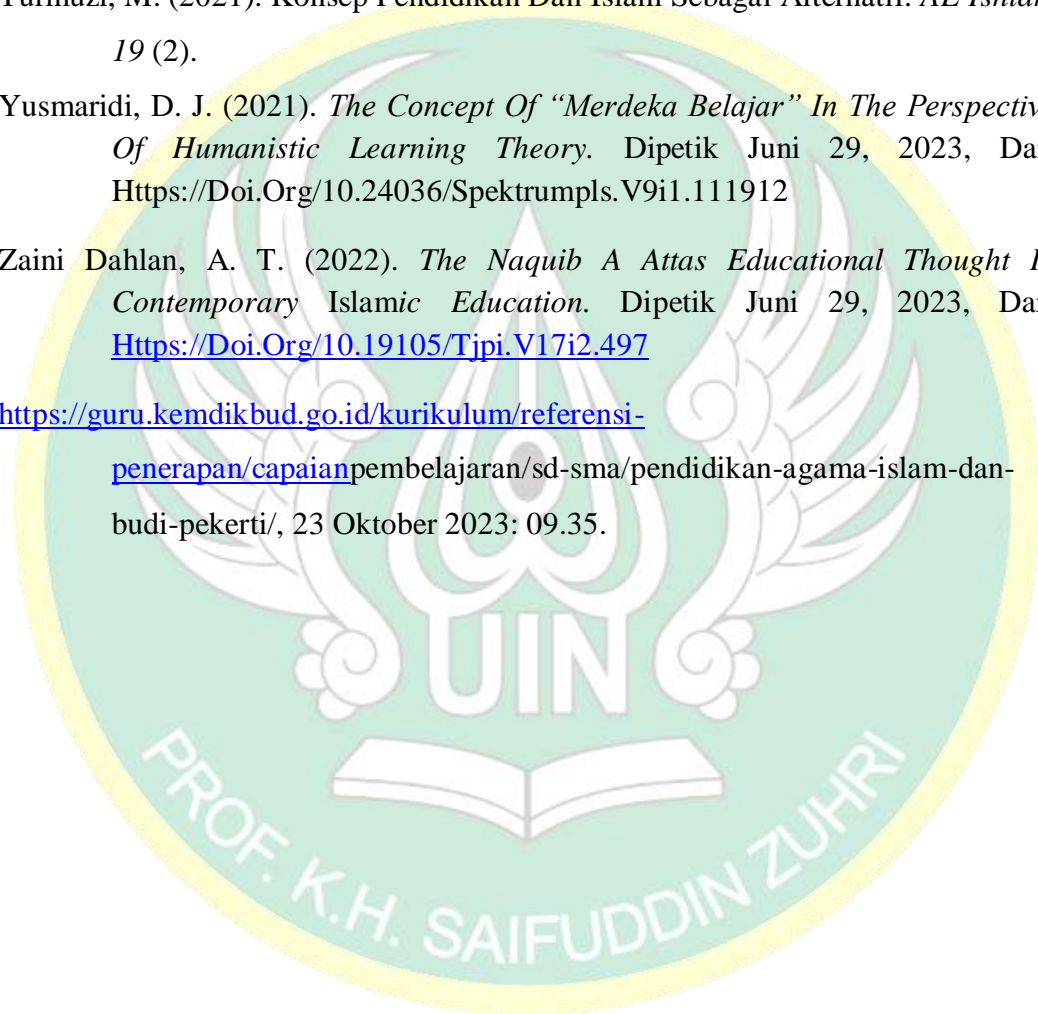 19 (2).
Yusmaridi, D. J. (2021). The Concept Of “Merdeka Belajar” In The Perspectiv
Of Humanistic Learning Theory. Dipetik Juni 29, 2023, Da
Https://Doi.Org/10.24036/Spektrumpls.V9i1.111912
Zaini Dahlan, A. T. (2022). The Naquib A Attas Educational Thought
Contemporary Islamic Education. Dipetik Juni 29, 2023, Da
Https://Doi.Org/10.19105/Tjpi.V17i2.497
https://guru.kemdikbud.go.id/kurikulum/referensi-
penerapan/capaianpembelajaran/sd-sma/pendidikan-agama-islam-dan-
budi-pekerti/, 23 Oktober 2023: 09.35.
UIN
PROF. K.H. SAIFUDDIN ZUHRI